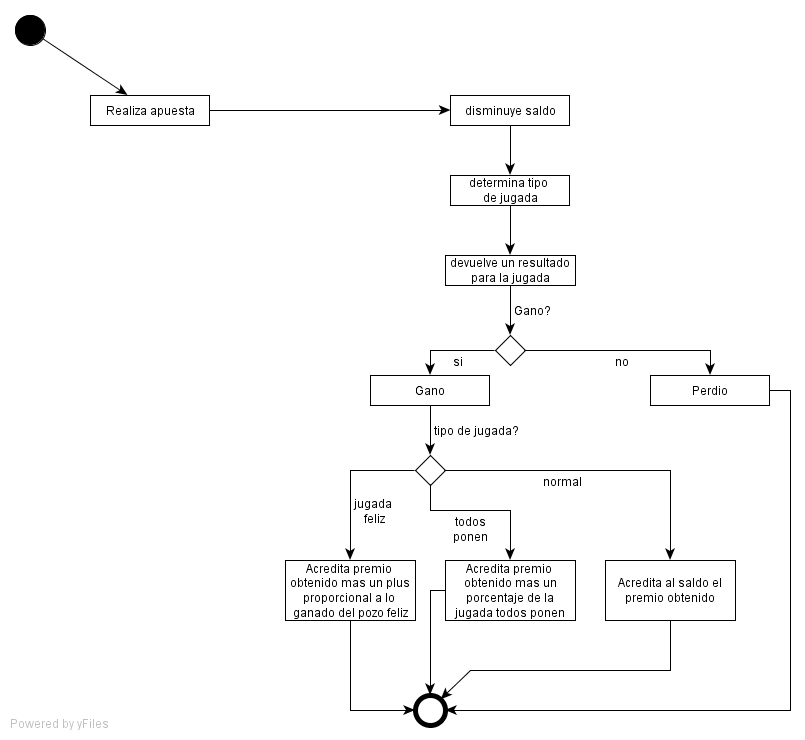 Realiza apuesta
disminuye saldo
determina tipo
de jugada
devuelve un resultado
para la jugada
Gano?
si
no
Gano
Perdio
tipo de jugada?
normal
jugada
feliz
todos
ponen
Acredita premio
obtenido mas un plus
proporcional a lo
ganado del pozo feliz
Acredita premio
obtenido mas un
porcentaje de la
jugada todos ponen
Acredita al saldo el
premio obtenido
Powered by yFiles